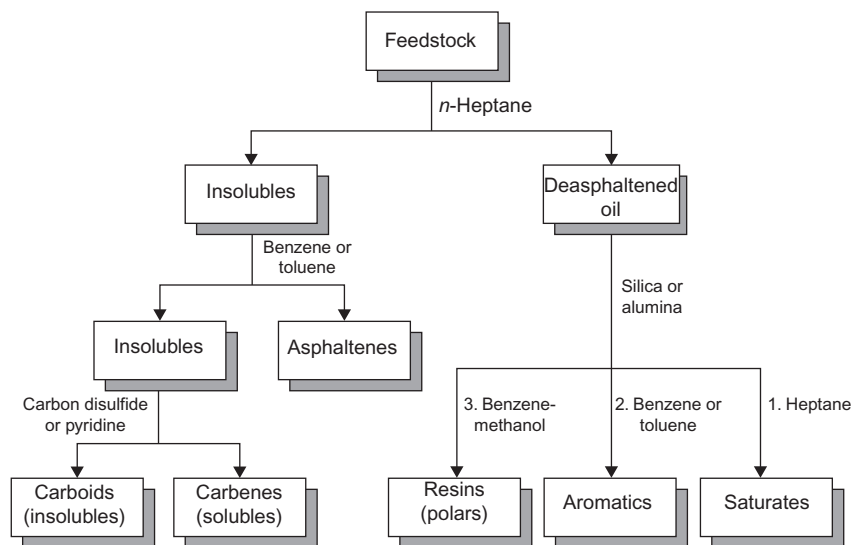 Feedstock
n-Heptane
Insolubles
Deasphaltened
oil
Benzene or
toluene
Silica or
alumina
Insolubles
Asphaltenes
Carbon disulfide
or pyridine
3. Benzene-
methanol
2. Benzene or
toluene
1. Heptane
Carboids
(insolubles)
Carbenes
(solubles)
Resins
(polars)
Aromatics
Saturates